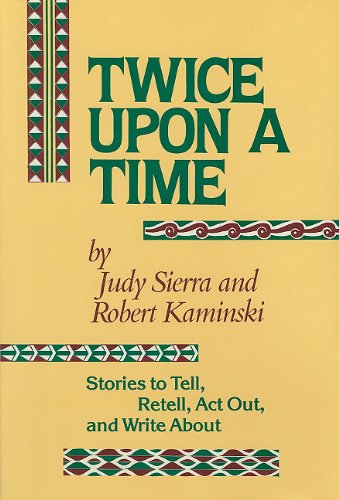 TWICE
UPON A
TIME
by
Judy Sierra and
Robert Kaminski
Stories to Tell,
Retell, Act Out,
and Write About